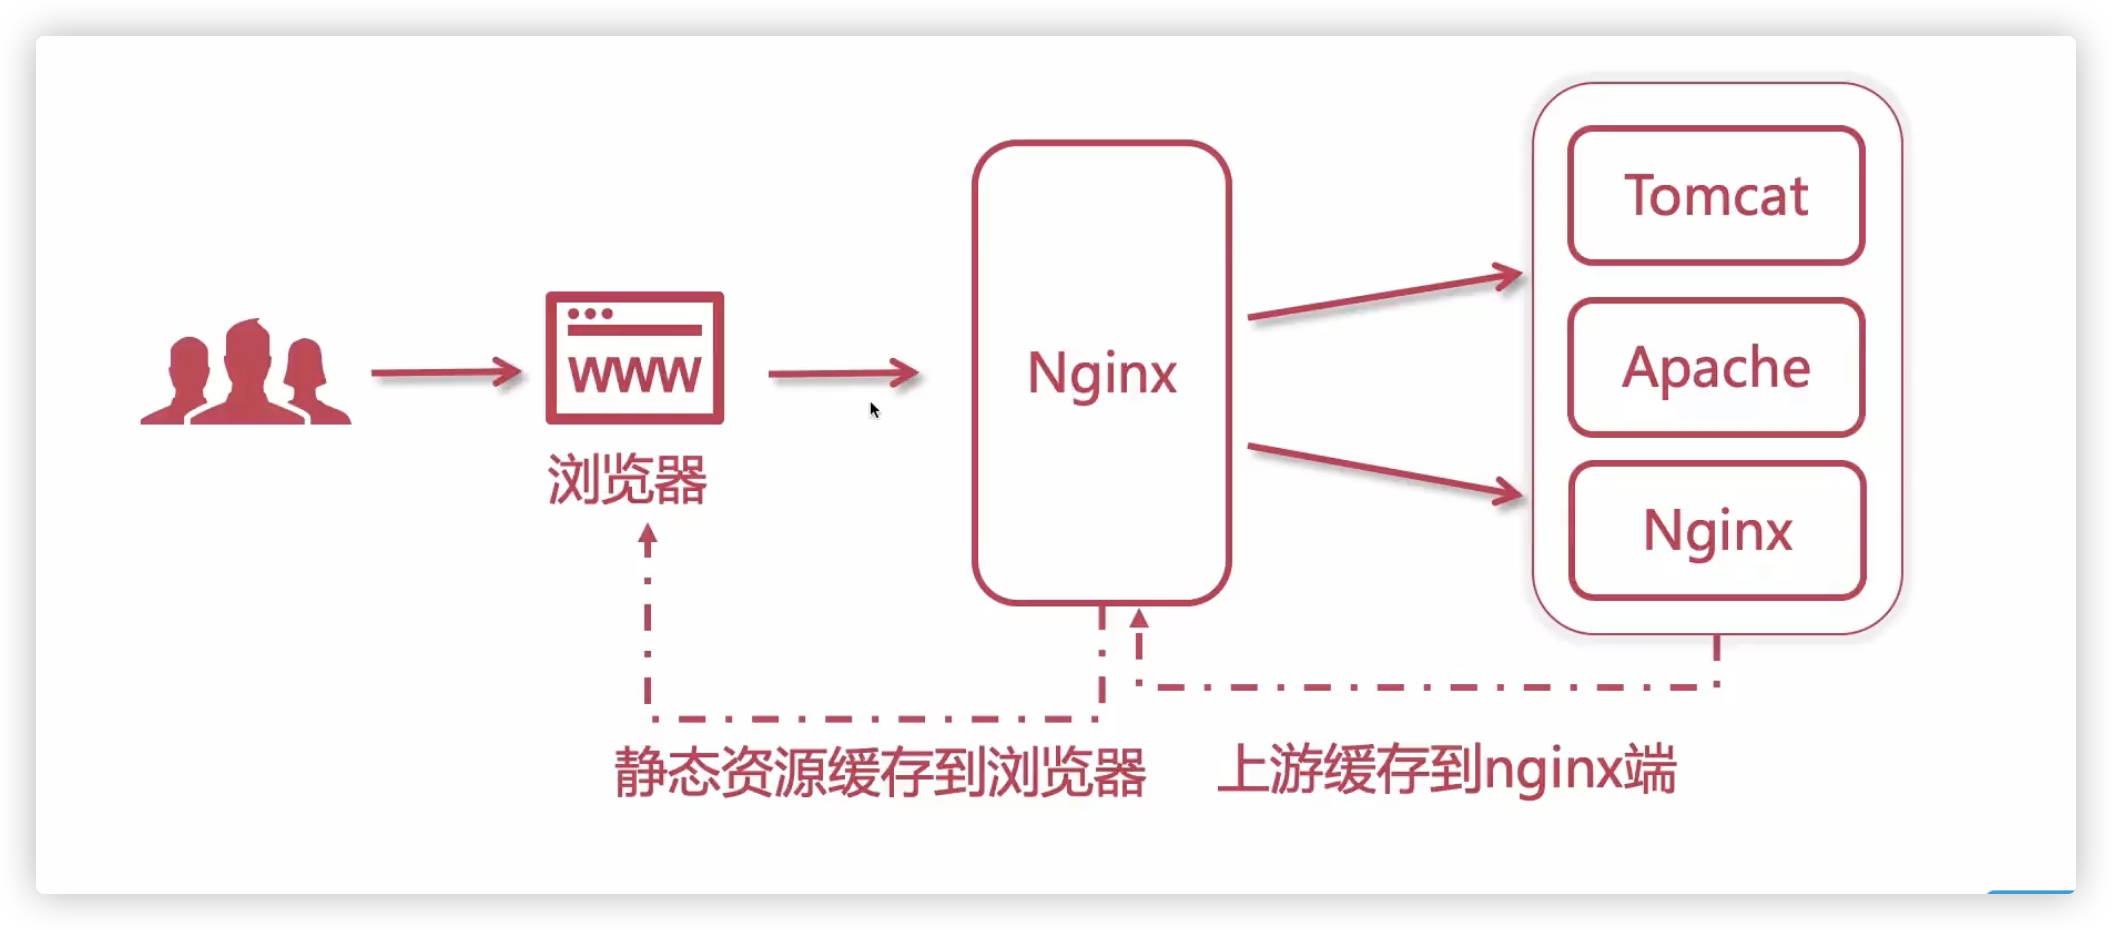 www
浏览器
Nginx
Tomcat
Apache
Nginx
静态资源缓存到浏览器
上游缓存到nginx端